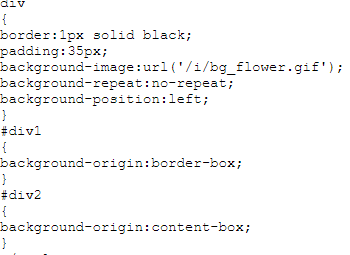 div
{
border:1px solid black;
padding:35px;
background-image:url('/i/bg_flower.gif');
background-repeat:no-repeat;
background-position:left;
}
#div1
{
background-origin:border-box;
}
#div2
{
background-origin:content-box;
}